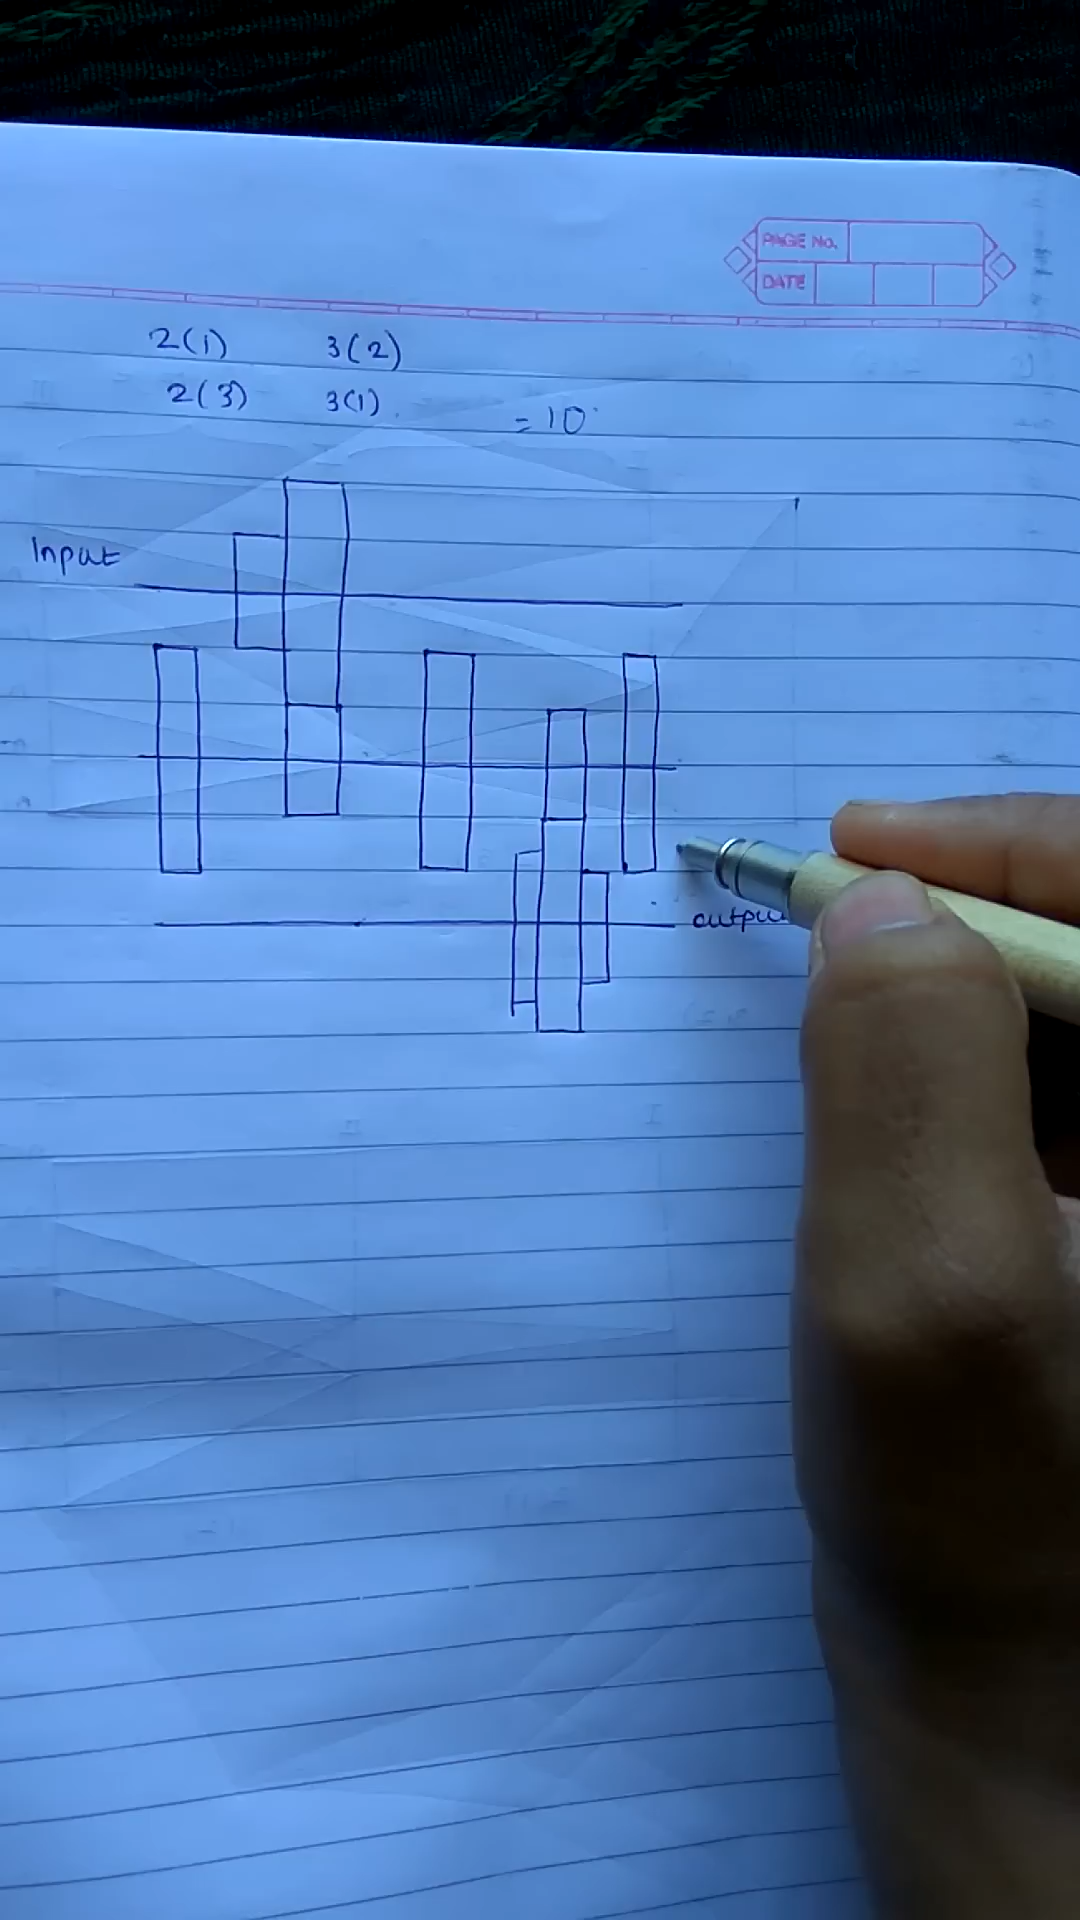 PAGE No.
DATE
2(1) 3(2)
2(3) 3(1).
= 10
Input